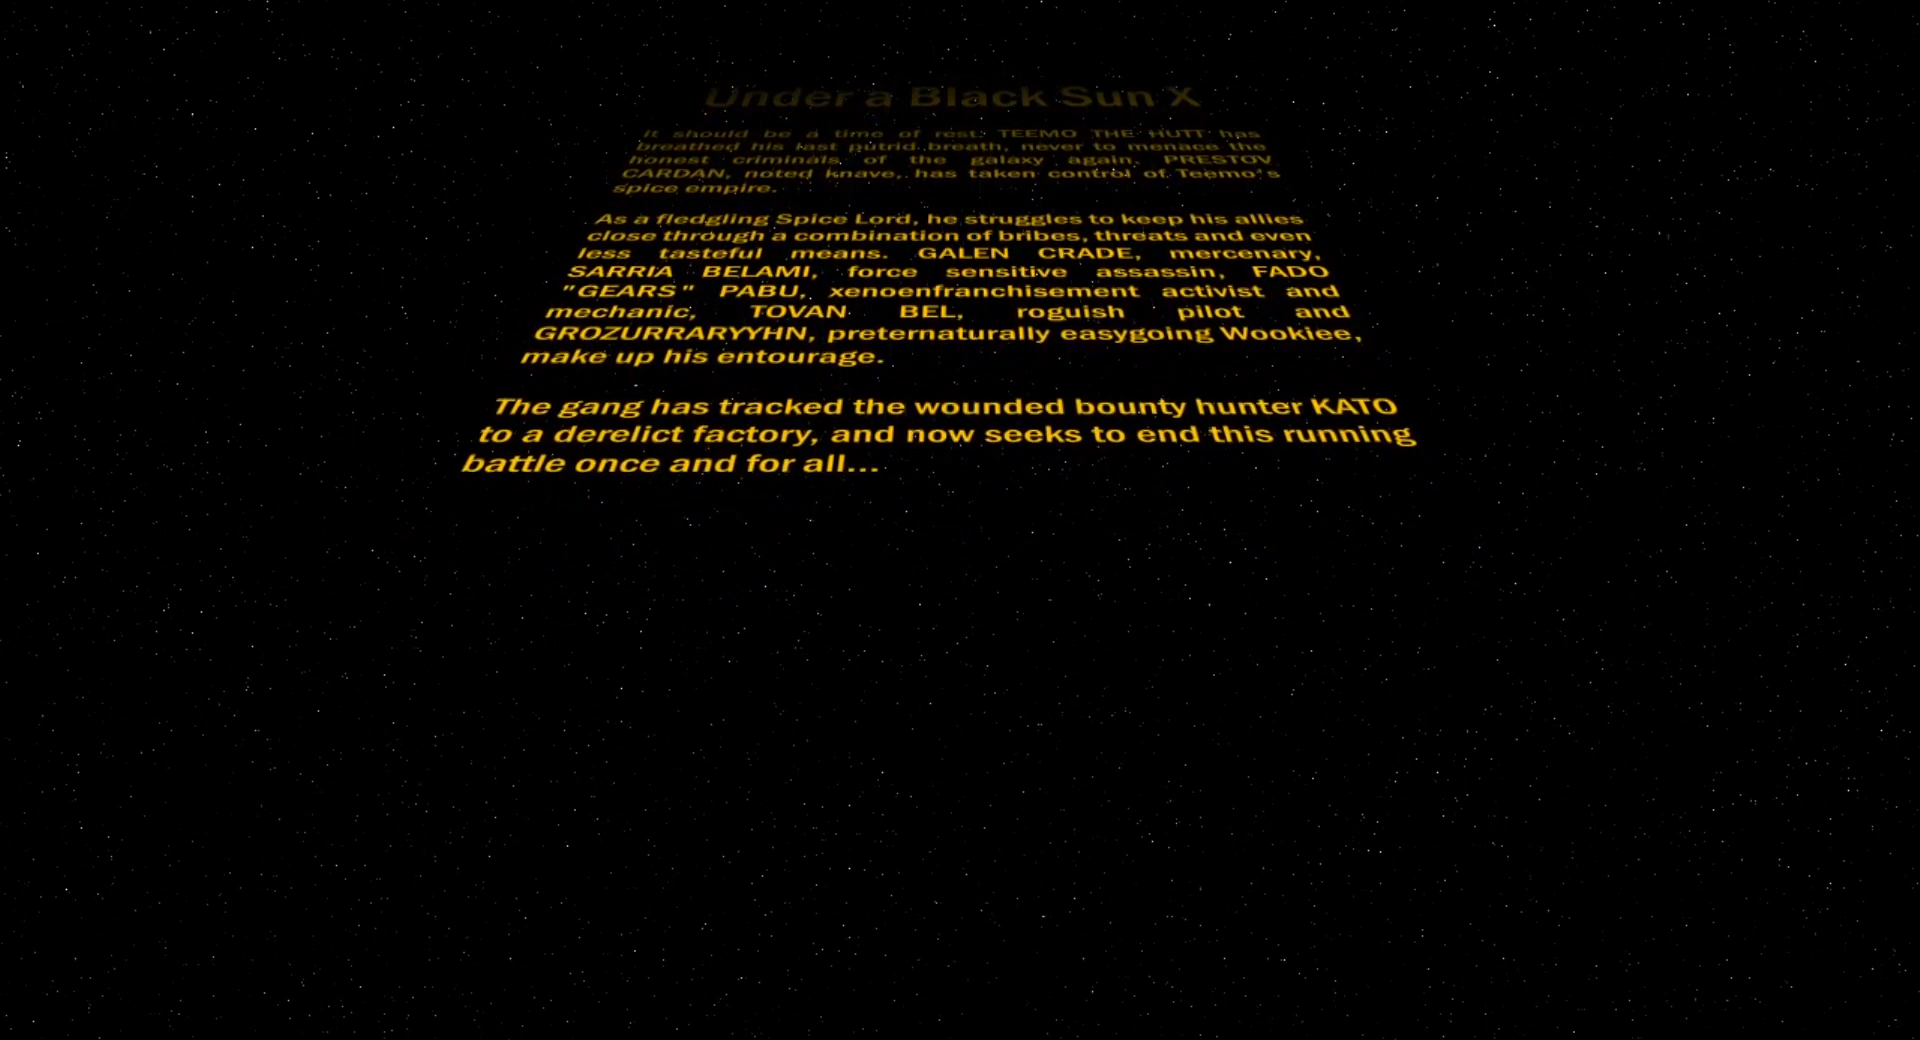 Under a Black Sun X
It should be a time of rest. TEEMO THE HUTT has
breathed his last putrid breath, never to menace the
honest criminals of the galaxy again. PRESTOV
CARDAN, noted knave, has taken control of Teemo's
spice empire.
As a fledgling Spice Lord, he struggles to keep his allies
close through a combination of bribes, threats and even
less tasteful means. GALEN CRADE, mercenary,
SARRIA BELAMI, force sensitive assassin, FADO
"GEARS" PABU, xenoenfranchisement activist and
mechanic, TOVAN BEL, roguish pilot and
GROZURRARYYHN, preternaturally easygoing Wookiee,
make up his entourage.
The gang has tracked the wounded bounty hunter KATO
to a derelict factory, and now seeks to end this running
battle once and for all...